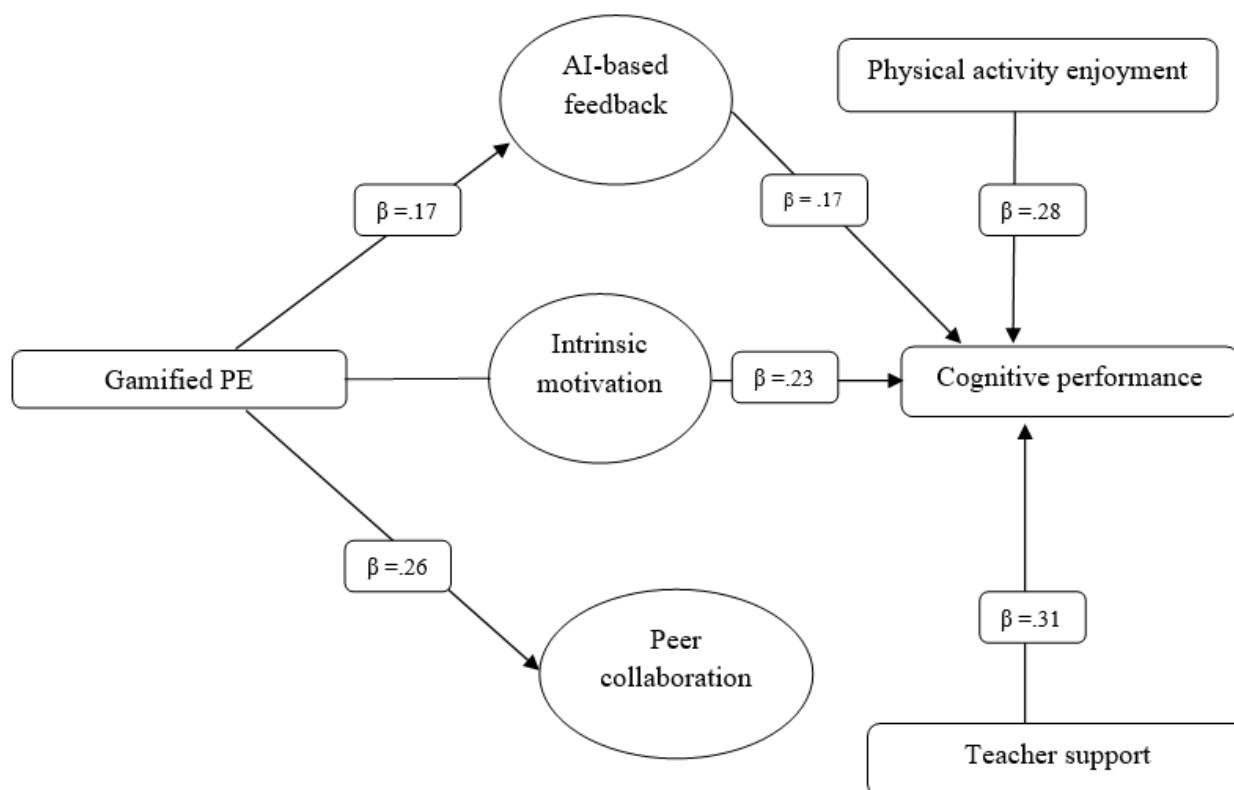 AI-based
feedback
Physical activity enjoyment
β =.17
β = .17
β =.28
Gamified PE
Intrinsic
motivation
β =.23
Cognitive performance
β =.26
β =.31
Peer
collaboration
Teacher support